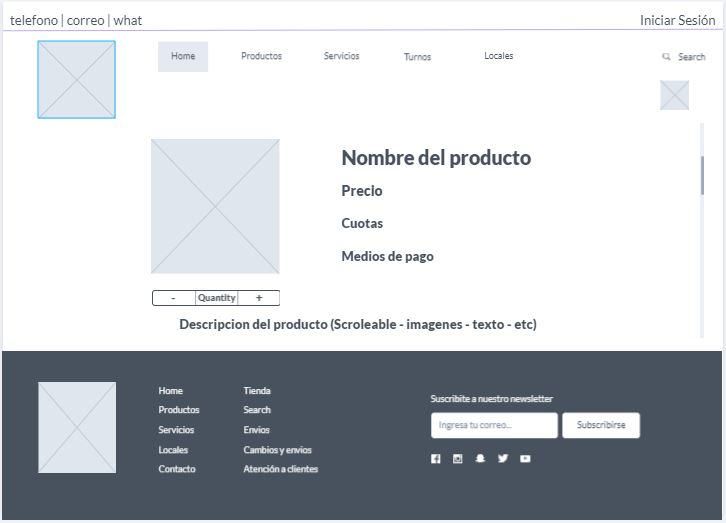 telefono | correo | what Iniciar Sesión
Home Productos Servicios Turnos Locales Search
Nombre del producto
Precio
Cuotas
Medios de pago
- Quantity +
Descripcion del producto (Scroleable - imagenes - texto - etc)
Home Tienda
Productos Search
Servicios Envios
Locales Cambios y envios
Contacto Atención a clientes
Suscribite a nuestro newsletter
Ingresa tu correo... Subscribirse